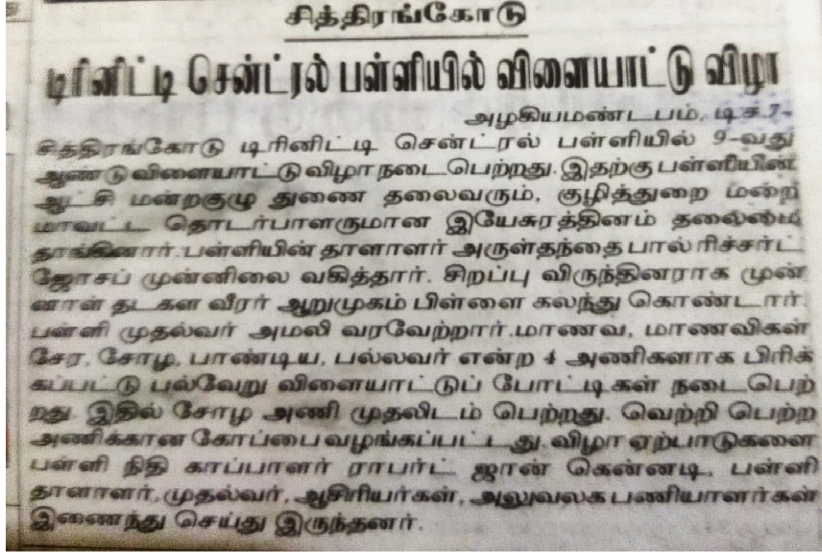 சித்திரங்கோடு
டிரினிட்டி சென்ட்ரல் பள்ளியில் விளையாட்டு விழா
அழகியமண்டபம், டிச.7-
சித்திரங்கோடு டிரினிட்டி சென்ட்ரல் பள்ளியில் 9-வது
ஆண்டு விளையாட்டு விழா நடைபெற்றது. இதற்கு பள்ளியின்
ஆட்சி மன்றகுழு துணை தலைவரும், குழித்துறை மறை
மாவட்ட தொடர்பாளருமான இயேசுரத்தினம் தலைமை
தாங்கினார். பள்ளியின் தாளாளர் அருள்தந்தை பால் ரிச்சர்ட்
ஜோசப் முன்னிலை வகித்தார். சிறப்பு விருந்தினராக முன்
னாள் தடகள வீரர் ஆறுமுகம் பிள்ளை கலந்து கொண்டார்.
பள்ளி முதல்வர் அமலி வரவேற்றார். மாணவ, மாணவிகள்
சேர, சோழ, பாண்டிய, பல்லவர் என்ற 4 அணிகளாக பிரிக்
கப்பட்டு பல்வேறு விளையாட்டுப் போட்டிகள் நடைபெற்
றது. இதில் சோழ அணி முதலிடம் பெற்றது. வெற்றி பெற்ற
அணிக்கான கோப்பை வழங்கப்பட்டது. விழா ஏற்பாடுகளை
பள்ளி நிதி காப்பாளர் ராபர்ட் ஜான் கென்னடி, பள்ளி
தாளாளர், முதல்வர், ஆசிரியர்கள், அலுவலக பணியாளர்கள்
இணைந்து செய்து இருந்தனர்.